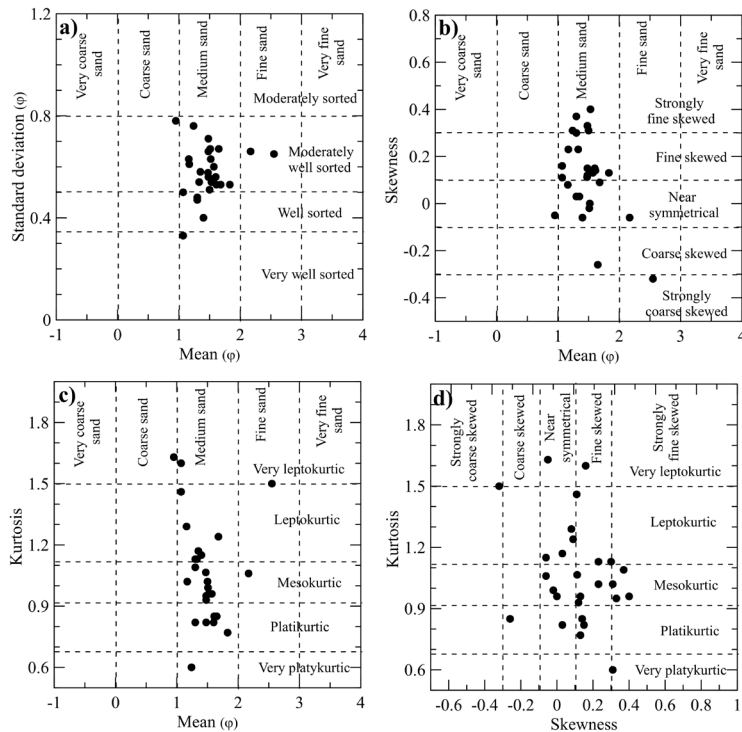 a)
1.2
0.8
0.4
0
Standard deviation (φ)
Very coarse
sand
Coarse sand
Medium sand
Fine sand
Very fine
sand
Moderately sorted
Moderately
well sorted
Well sorted
Very well sorted
-1 0 1 2 3 4
Mean (φ)
b)
0.8
0.6
0.4
0.2
0
-0.2
-0.4
Skewness
Very coarse
sand
Coarse sand
Medium sand
Fine sand
Very fine
sand
Strongly
fine skewed
Fine skewed
Near
symmetrical
Coarse skewed
Strongly
coarse skewed
-1 0 1 2 3 4
Mean (φ)
c)
1.8
1.5
1.2
0.9
0.6
Kurtosis
Very coarse
sand
Coarse sand
Medium sand
Fine sand
Very fine
sand
Very leptokurtic
Leptokurtic
Mesokurtic
Platikurtic
Very platykurtic
-1 0 1 2 3 4
Mean (φ)
d)
1.8
1.5
1.2
0.9
0.6
Kurtosis
Strongly
coarse skewed
Coarse skewed
Near
symmetrical
Fine skewed
Strongly
fine skewed
Very leptokurtic
Leptokurtic
Mesokurtic
Platikurtic
Very platykurtic
-0.6 -0.4 -0.2 0 0.2 0.4 0.6 0.8 1
Skewness